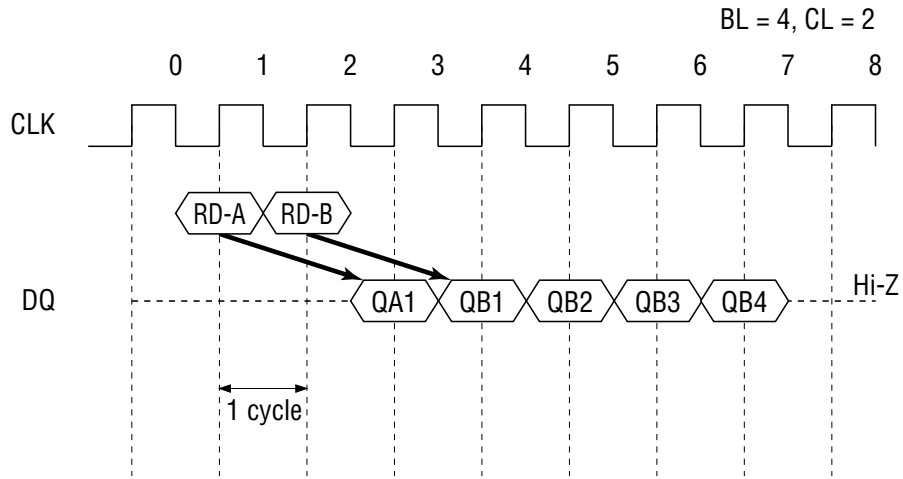 BL = 4, CL = 2
0 1 2 3 4 5 6 7 8
CLK
RD-A RD-B
DQ QA1 QB1 QB2 QB3 QB4 Hi-Z
1 cycle